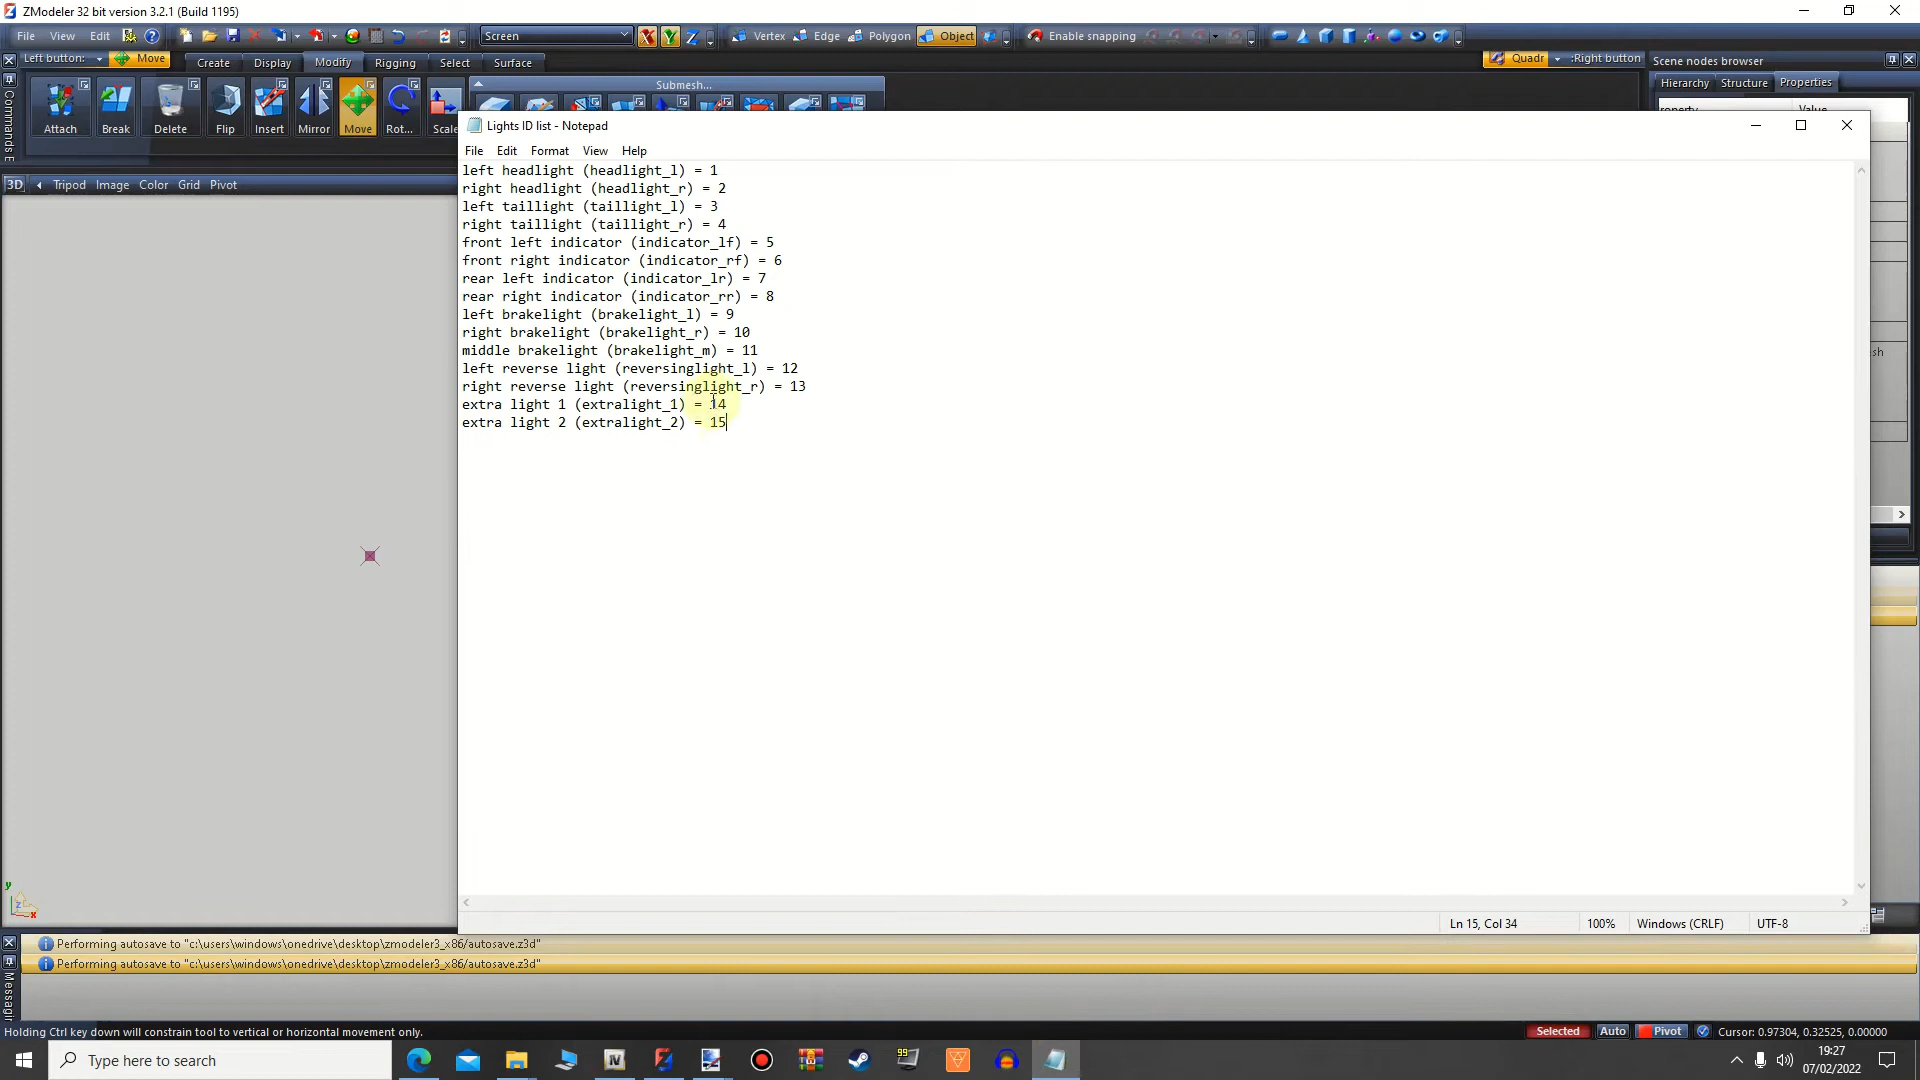 ZModeler 32 bit version 3.2.1 (Build 1195)
File View Edit
Screen
Vertex Edge Polygon Object
Enable snapping
Left button: Move
Create Display Modify Rigging Select Surface
Quadr :Right button
Scene nodes browser
Hierarchy Structure Properties
Value
Submesh...
Attach Break Delete Flip Insert Mirror Move Rot... Scale
Commands
Lights ID list - Notepad
File Edit Format View Help
3D Tripod Image Color Grid Pivot
left headlight (headlight_l) = 1
right headlight (headlight_r) = 2
left taillight (taillight_l) = 3
right taillight (taillight_r) = 4
front left indicator (indicator_lf) = 5
front right indicator (indicator_rf) = 6
rear left indicator (indicator_lr) = 7
rear right indicator (indicator_rr) = 8
left brakelight (brakelight_l) = 9
right brakelight (brakelight_r) = 10
middle brakelight (brakelight_m) = 11
left reverse light (reversinglight_l) = 12
right reverse light (reversinglight_r) = 13
extra light 1 (extralight_1) = 14
extra light 2 (extralight_2) = 15
y
z
x
Ln 15, Col 34 100% Windows (CRLF) UTF-8
Performing autosave to "c:\users\windows\onedrive\desktop\zmodeler3_x86/autosave.z3d"
Performing autosave to "c:\users\windows\onedrive\desktop\zmodeler3_x86/autosave.z3d"
Holding Ctrl key down will constrain tool to vertical or horizontal movement only.
Selected Auto Pivot Cursor: 0.97304, 0.32525, 0.00000
Type here to search
19:27
07/02/2022